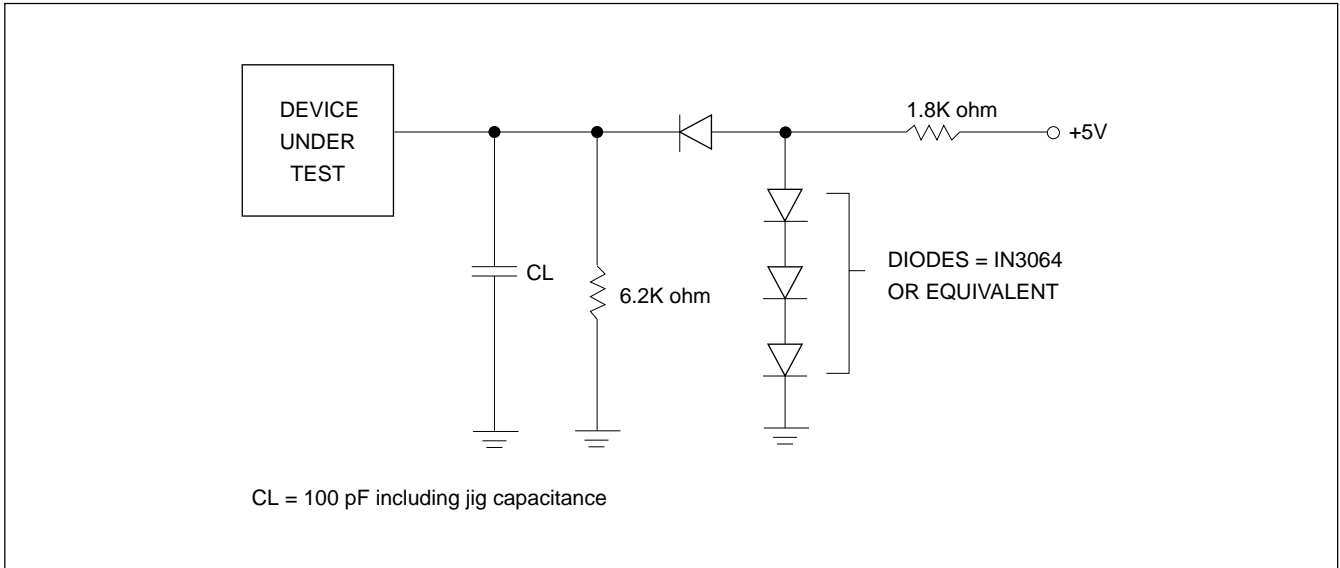 DEVICE
UNDER
TEST
1.8K ohm
+5V
CL
6.2K ohm
DIODES = IN3064
OR EQUIVALENT
CL = 100 pF including jig capacitance